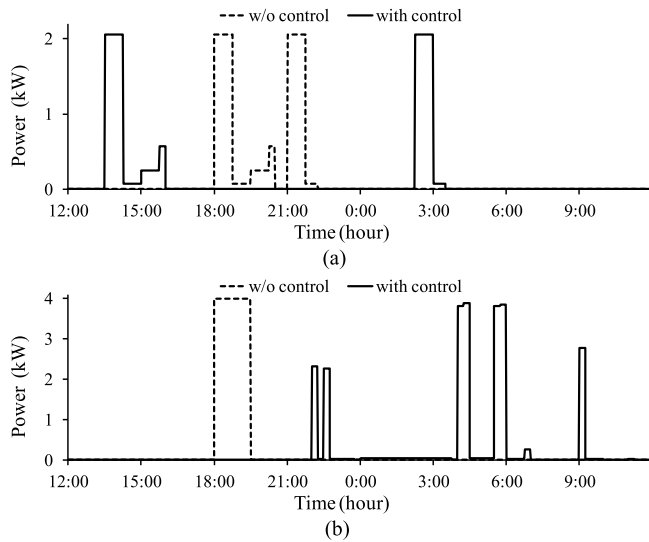 w/o control with control
Power (kW)
2
1
0
12:00 15:00 18:00 21:00 0:00 3:00 6:00 9:00
Time (hour)
(a)
w/o control with control
Power (kW)
4
3
2
1
0
12:00 15:00 18:00 21:00 0:00 3:00 6:00 9:00
Time (hour)
(b)